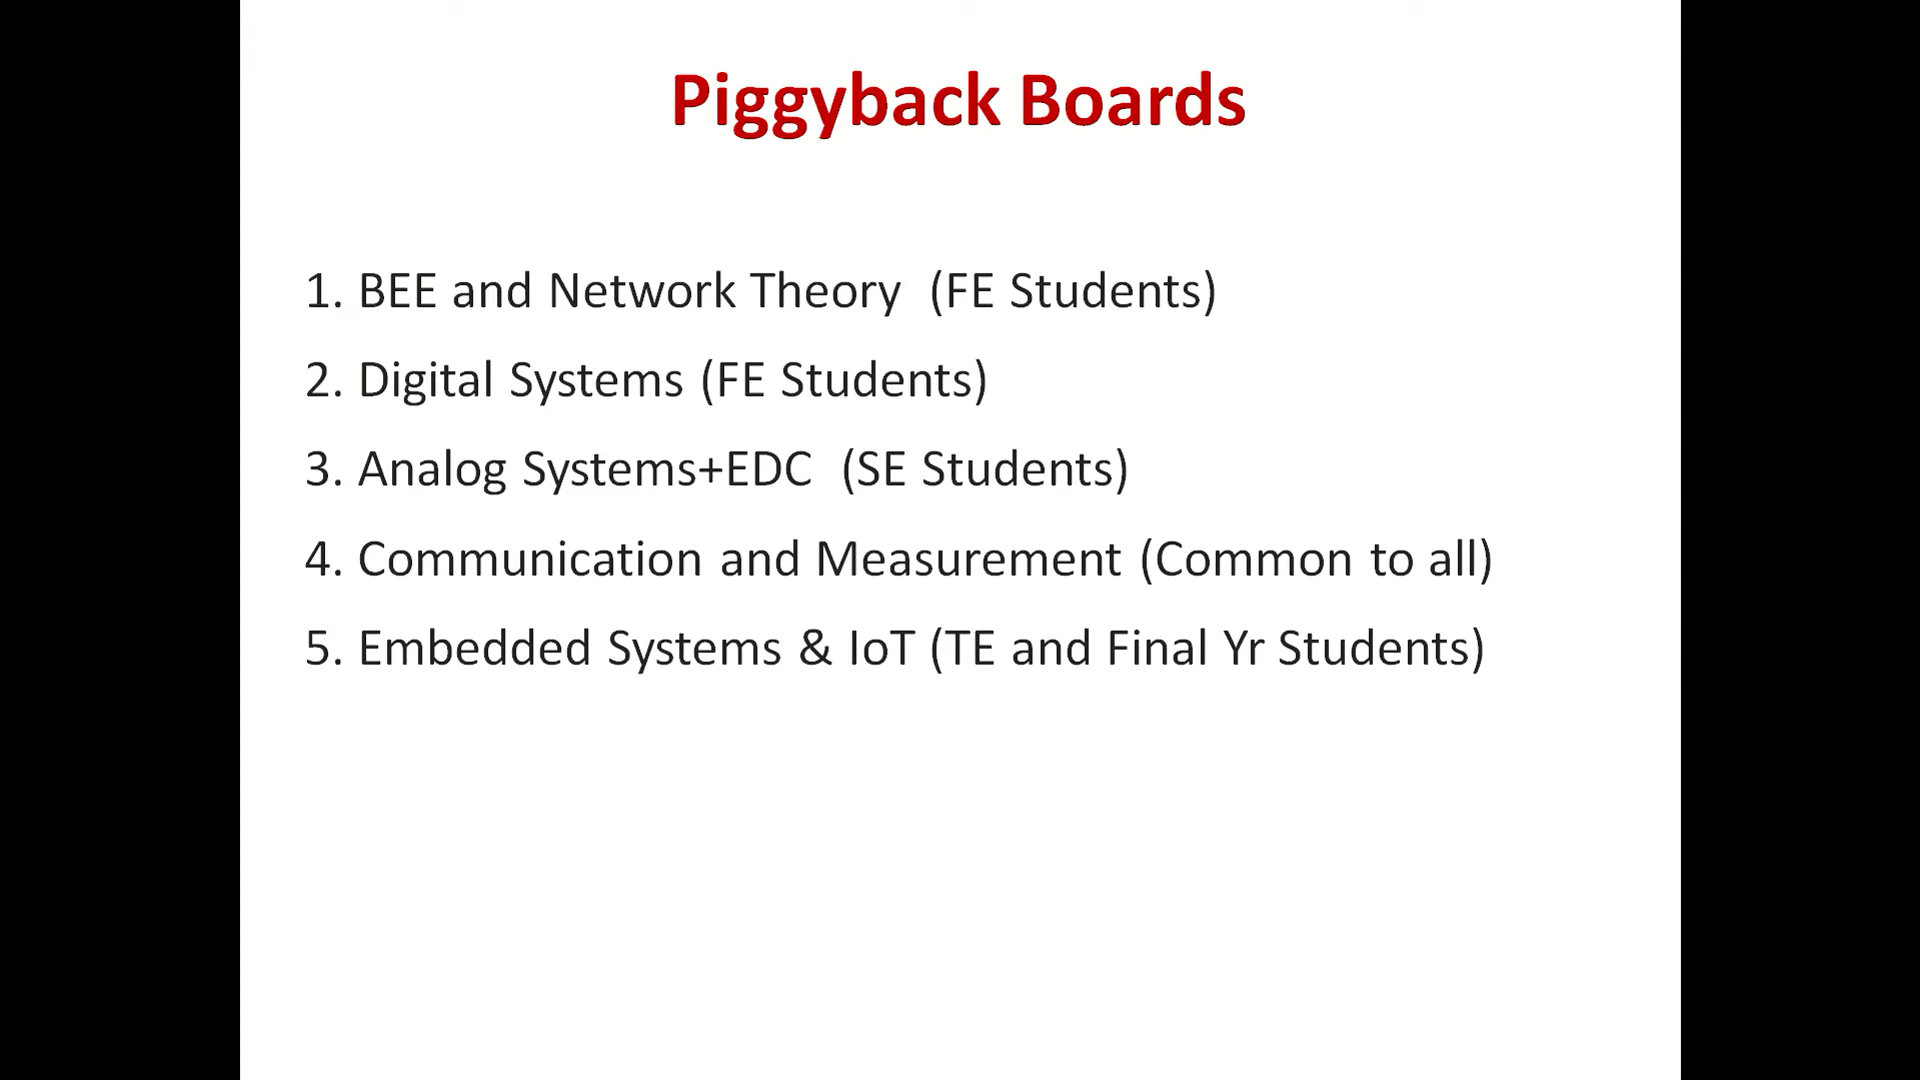 Piggyback Boards
1. BEE and Network Theory (FE Students)
2. Digital Systems (FE Students)
3. Analog Systems+EDC (SE Students)
4. Communication and Measurement (Common to all)
5. Embedded Systems & IoT (TE and Final Yr Students)